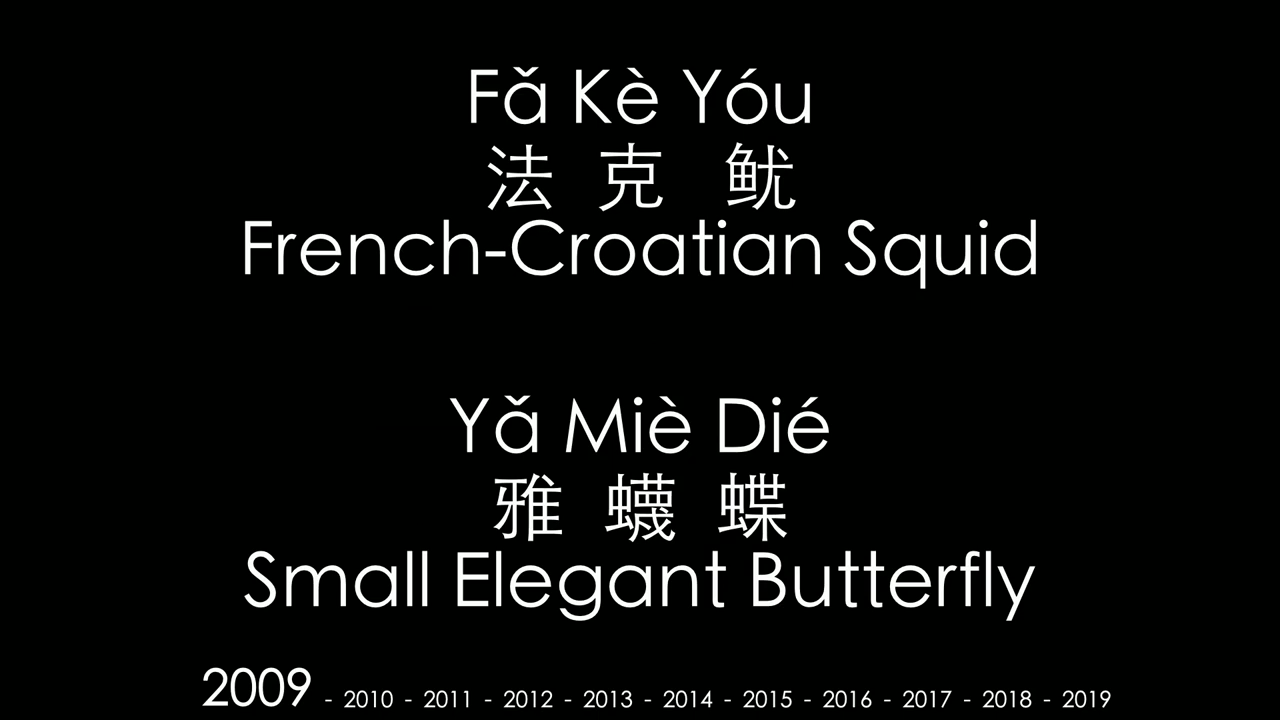 Fǎ Kè Yóu
法 克 鱿
French-Croatian Squid
Yǎ Miè Dié
雅 蠛 蝶
Small Elegant Butterfly
2009 - 2010 - 2011 - 2012 - 2013 - 2014 - 2015 - 2016 - 2017 - 2018 - 2019